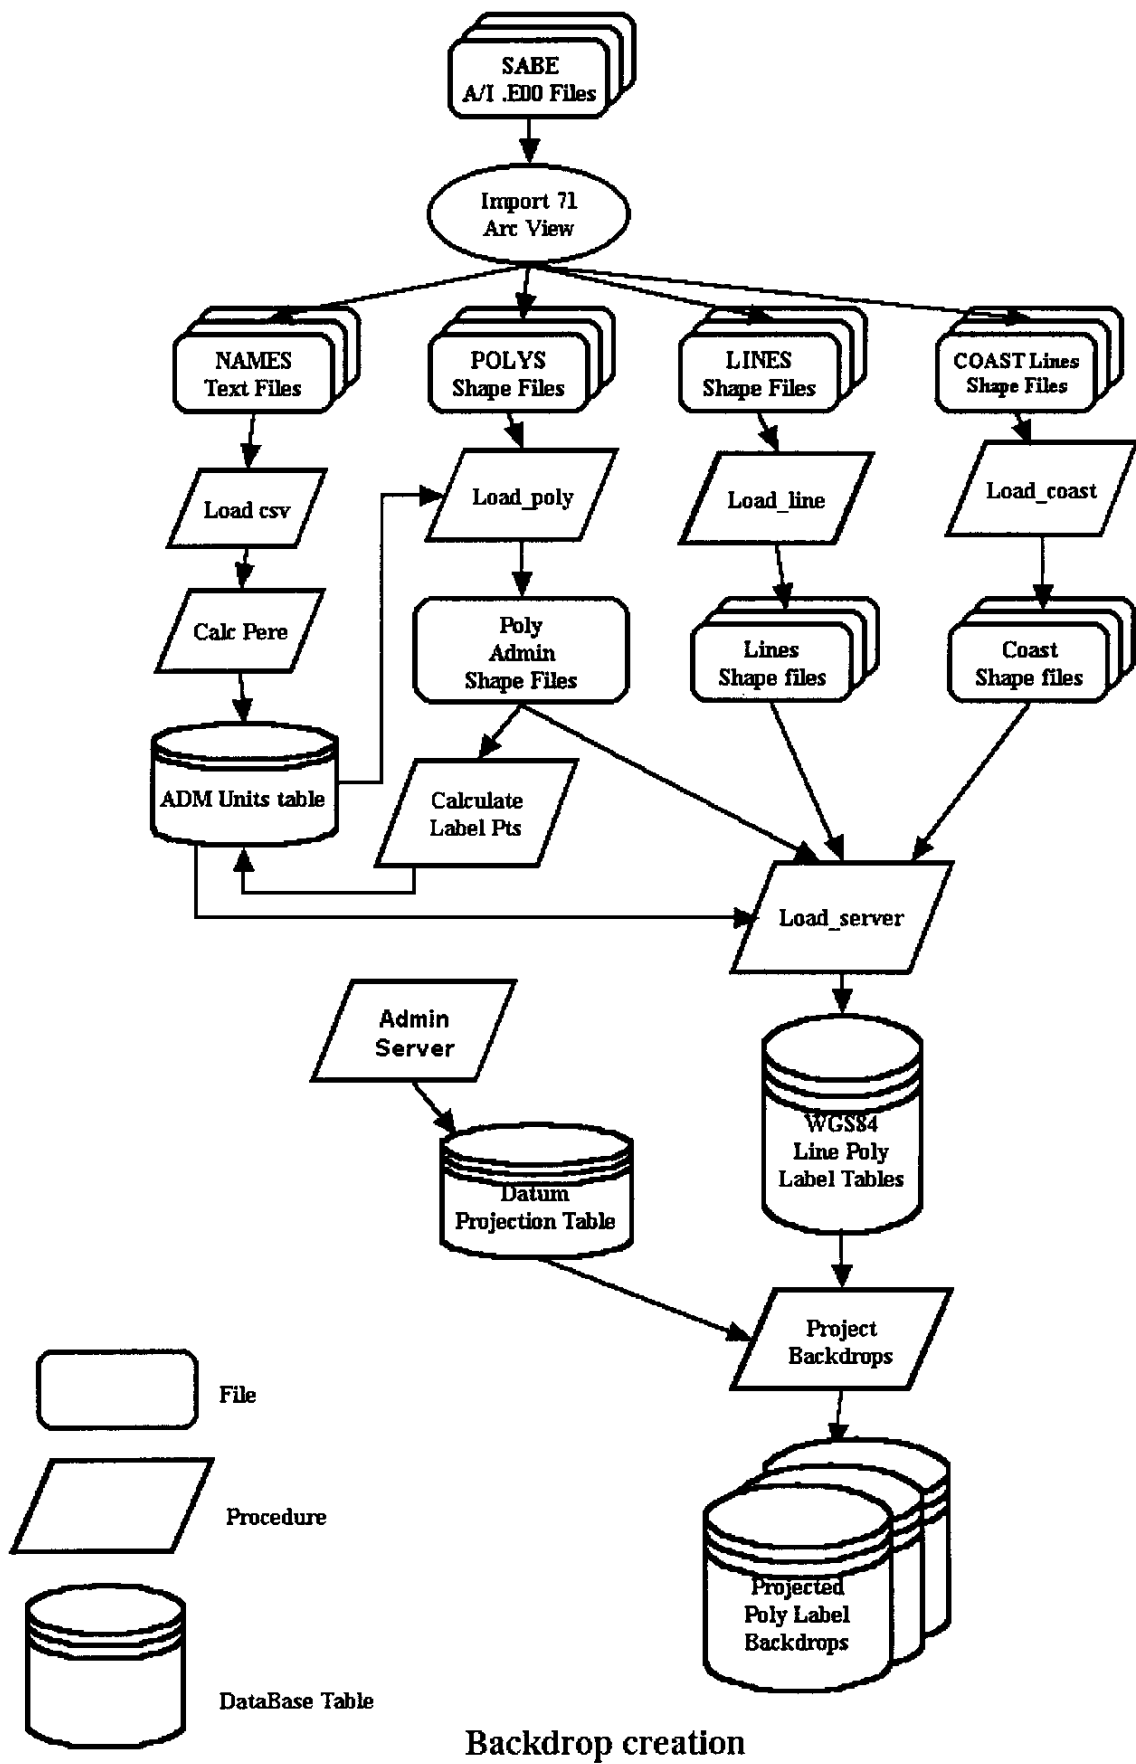 SABE
A/I .E00 Files
Import 71
Arc View
NAMES
Text Files
POLYS
Shape Files
LINES
Shape Files
COAST Lines
Shape Files
Load csv
Load_poly
Load_line
Load_coast
Calc Pere
Poly
Admin
Shape Files
Lines
Shape files
Coast
Shape files
ADM Units table
Calculate
Label Pts
Load_server
Admin
Server
WGS84
Line Poly
Label Tables
Datum
Projection Table
Project
Backdrops
File
Procedure
Projected
Poly Label
Backdrops
DataBase Table
Backdrop creation